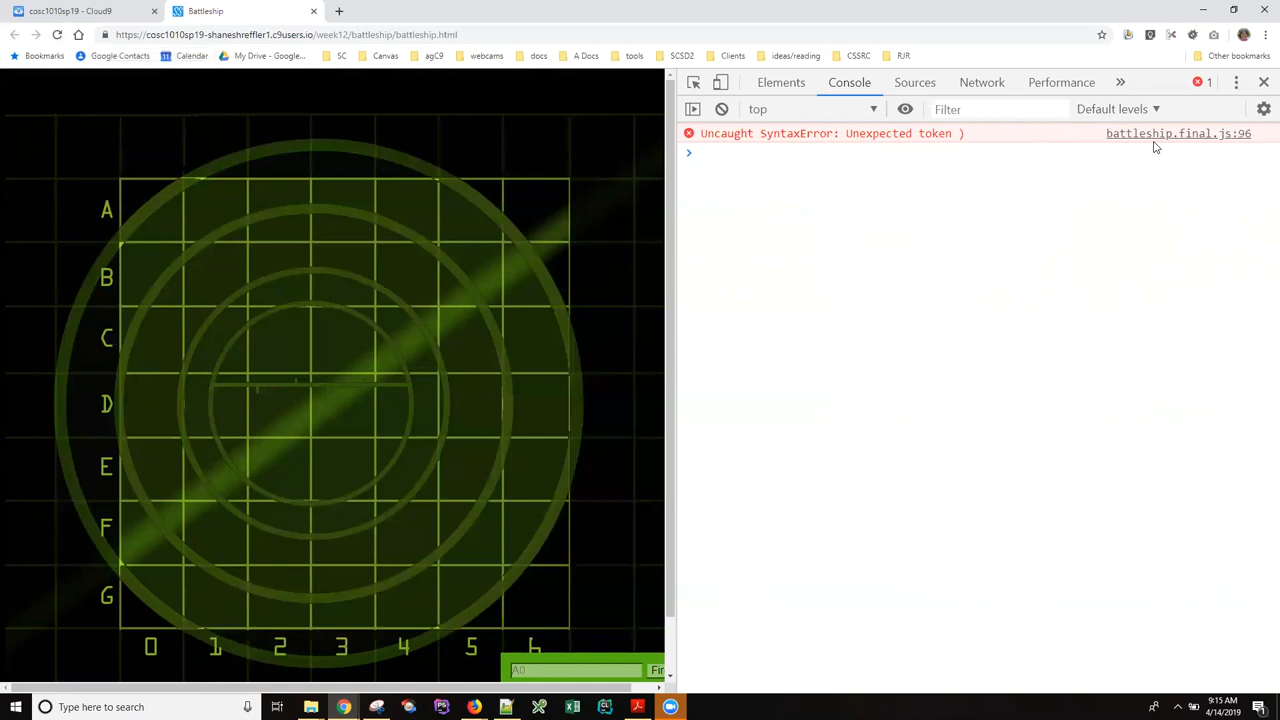 cosc1010sp19 - Cloud9
Battleship
https://cosc1010sp19-shaneshreffler1.c9users.io/week12/battleship/battleship.html
Bookmarks Google Contacts Calendar My Drive - Google... SC Canvas agC9 webcams docs A Docs tools SCSD2 Clients ideas/reading CSSRC RJR Other bookmarks
Elements Console Sources Network Performance » 1
top Filter Default levels
Uncaught SyntaxError: Unexpected token ) battleship.final.js:96
A
B
C
D
E
F
G
0 1 2 3 4 5 6
A0 Fir
Type here to search
9:15 AM
4/14/2019